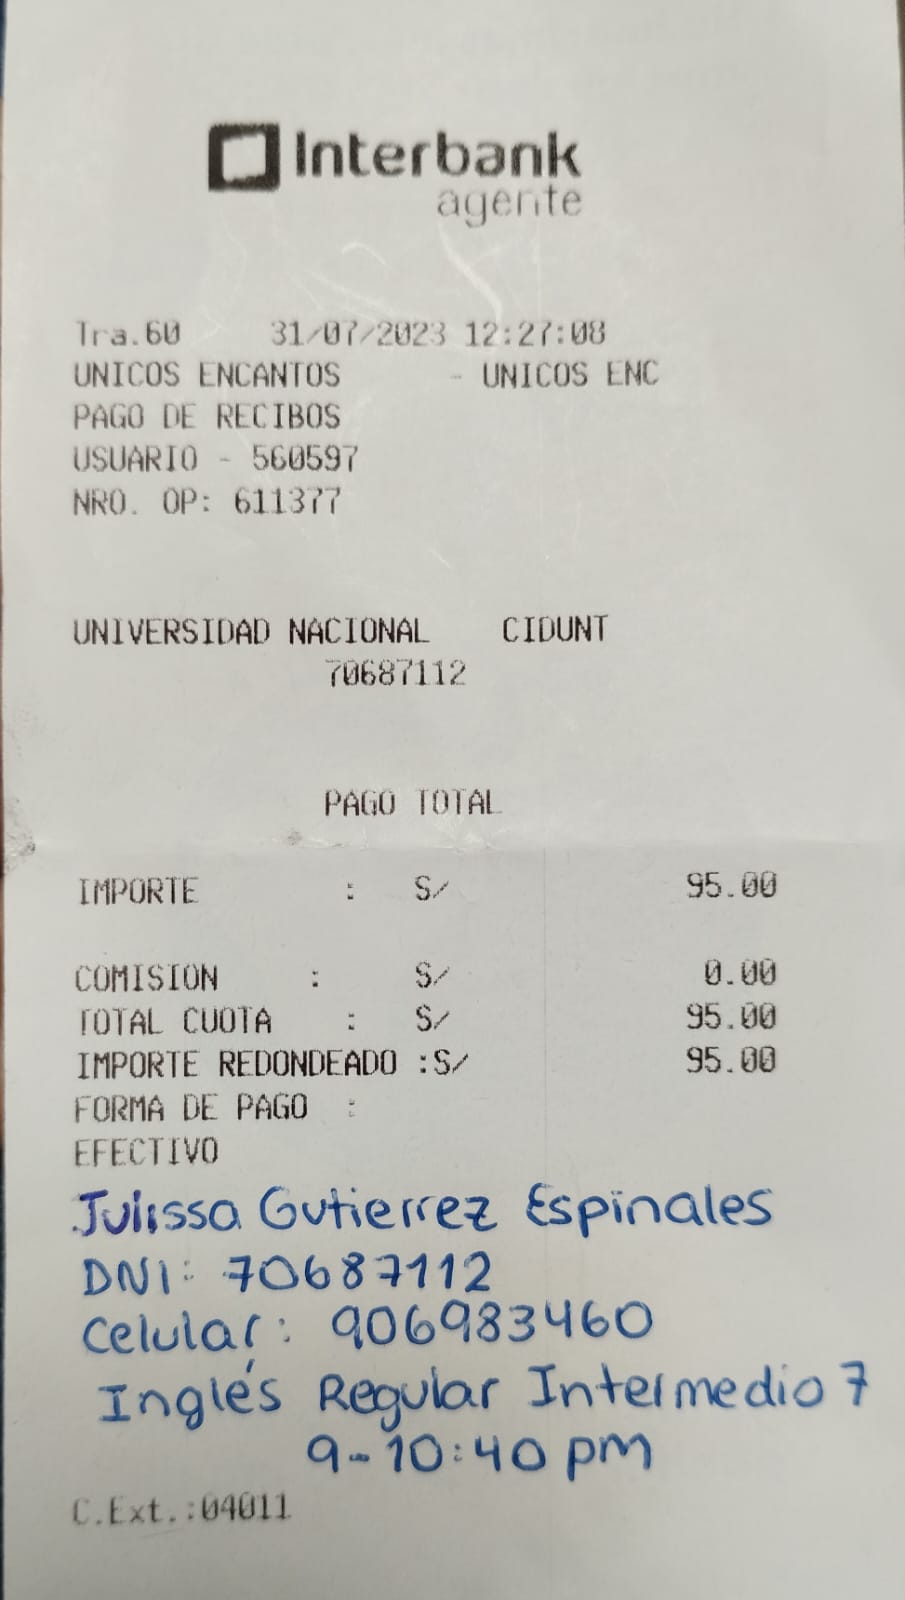 Interbank
agente
Tra.60 31/07/2023 12:27:08
UNICOS ENCANTOS - UNICOS ENC
PAGO DE RECIBOS
USUARIO - 560597
NRO. OP: 611377
UNIVERSIDAD NACIONAL CIDUNT
70687112
PAGO TOTAL
IMPORTE : S/ 95.00
COMISION : S/ 0.00
TOTAL CUOTA : S/ 95.00
IMPORTE REDONDEADO :S/ 95.00
FORMA DE PAGO :
EFECTIVO
Julissa Gutierrez Espinales
DNI: 70687112
Celular: 906983460
Inglés Regular Intermedio 7
9-10:40 pm
C.Ext.:04011